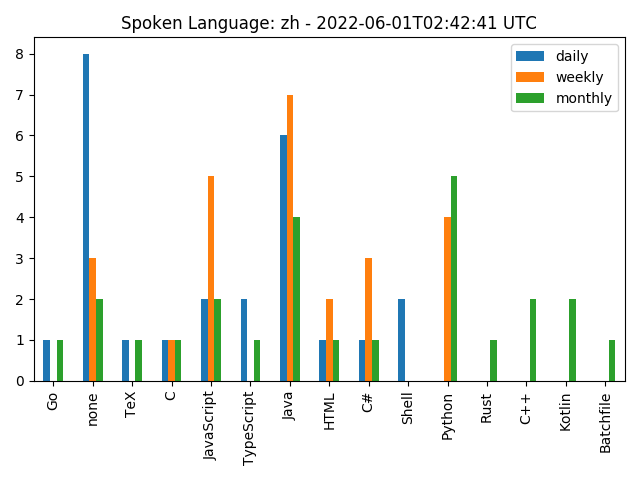 Spoken Language: zh - 2022-06-01T02:42:41 UTC
daily
weekly
monthly
8
7
6
5
4
3
2
1
0
Go
none
TeX
C
JavaScript
TypeScript
Java
HTML
C#
Shell
Python
Rust
C++
Kotlin
Batchfile